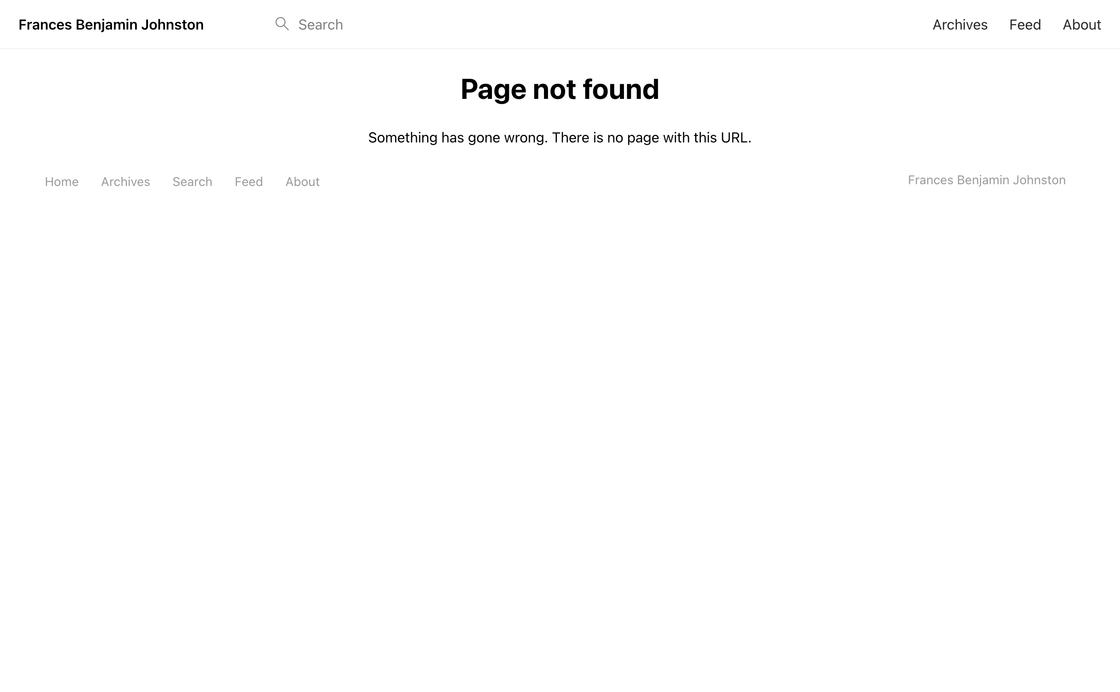 Frances Benjamin Johnston Search Archives Feed About
Page not found
Something has gone wrong. There is no page with this URL.
Home Archives Search Feed About Frances Benjamin Johnston